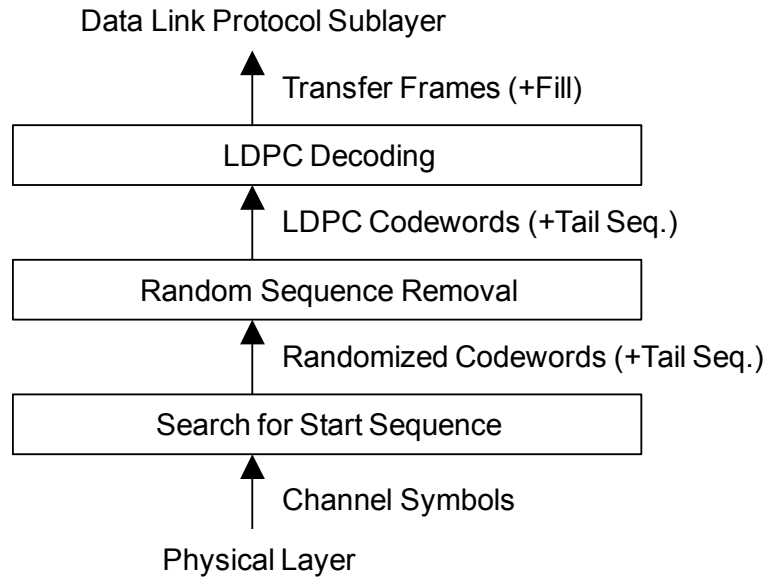 Data Link Protocol Sublayer
Transfer Frames (+Fill)
LDPC Decoding
LDPC Codewords (+Tail Seq.)
Random Sequence Removal
Randomized Codewords (+Tail Seq.)
Search for Start Sequence
Channel Symbols
Physical Layer